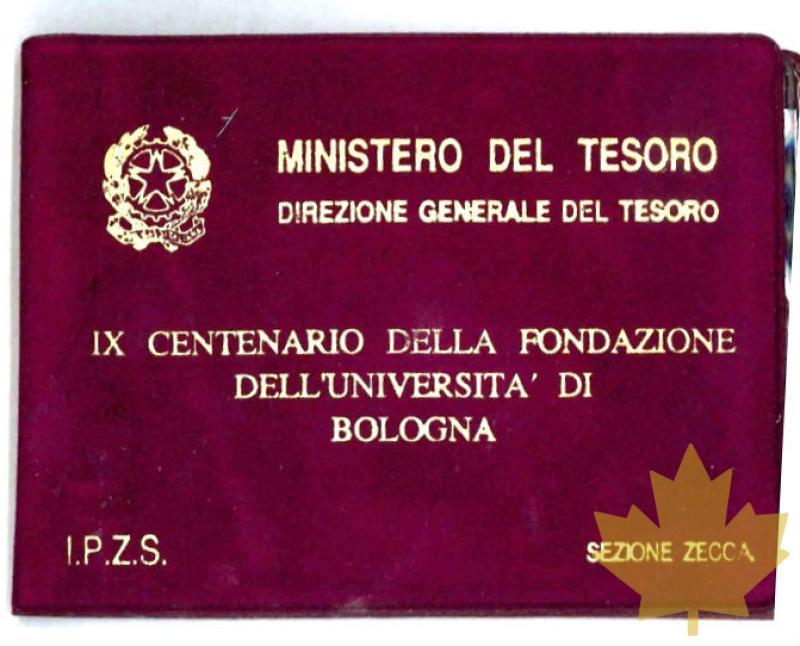 MINISTERO DEL TESORO
DIREZIONE GENERALE DEL TESORO
IX CENTENARIO DELLA FONDAZIONE
DELL'UNIVERSITA' DI
BOLOGNA
I.P.Z.S.
SEZIONE ZECCA